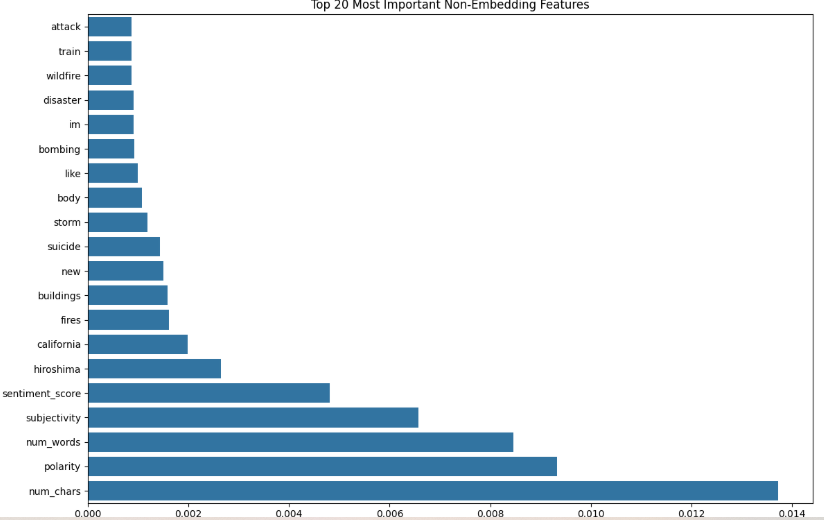 Top 20 Most Important Non-Embedding Features
attack
train
wildfire
disaster
im
bombing
like
body
storm
suicide
new
buildings
fires
california
hiroshima
sentiment_score
subjectivity
num_words
polarity
num_chars
0.000 0.002 0.004 0.006 0.008 0.010 0.012 0.014